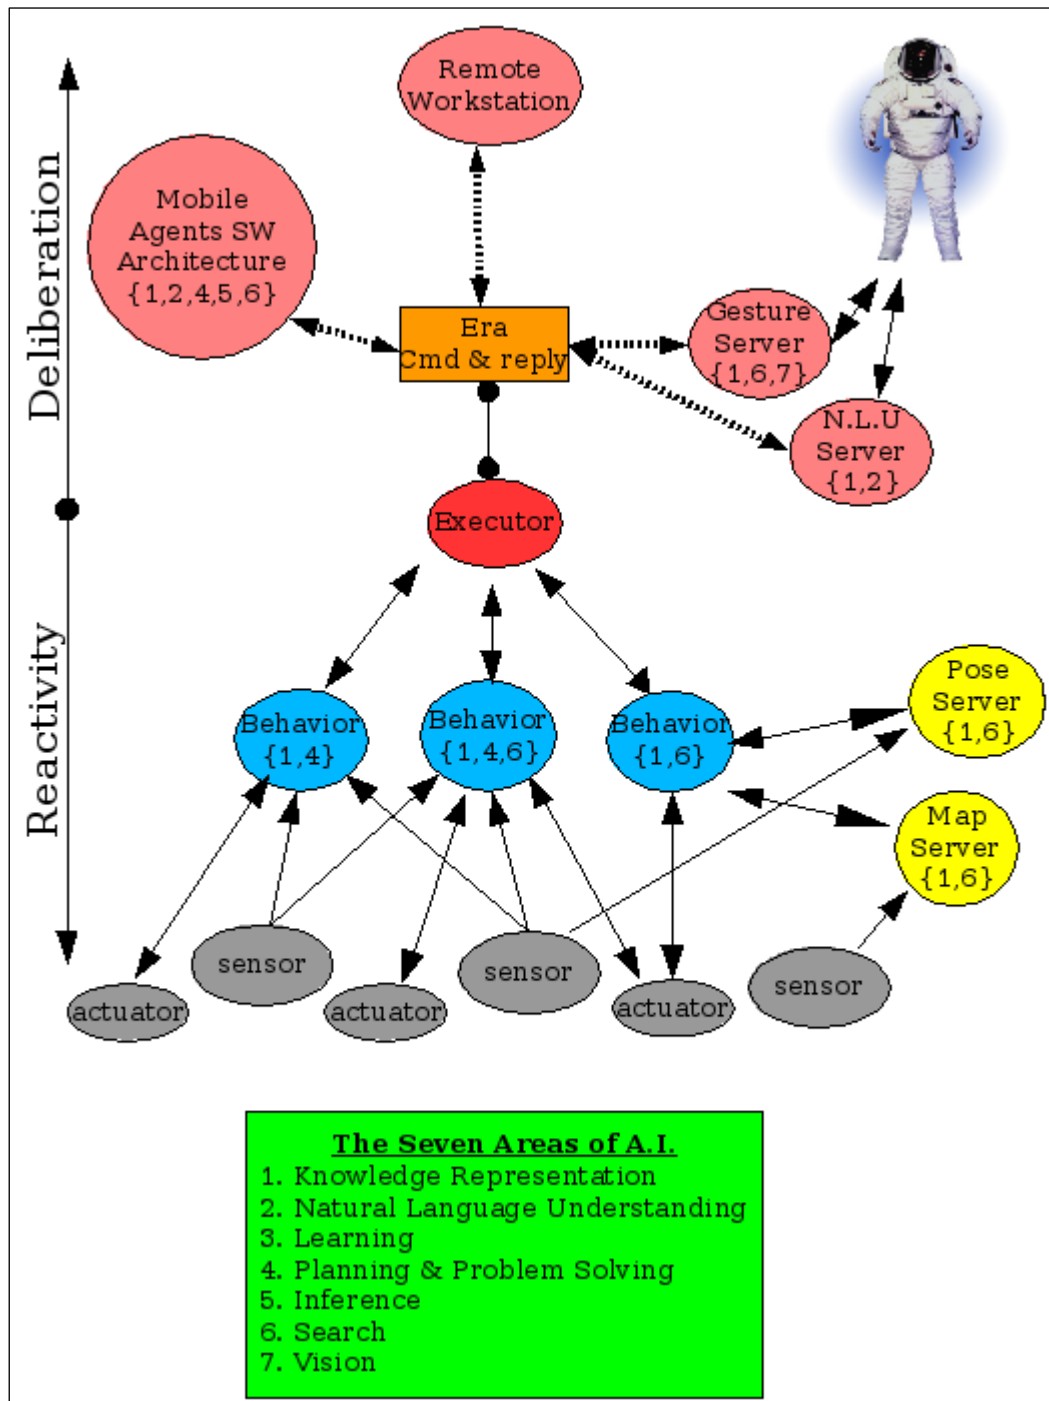 Remote
Workstation
Mobile
Agents SW
Architecture
{1,2,4,5,6}
Deliberation
Era
Cmd & reply
Gesture
Server
{1,6,7}
N.L.U
Server
{1,2}
Executor
Reactivity
Behavior
{1,4}
Behavior
{1,4,6}
Behavior
{1,6}
Pose
Server
{1,6}
Map
Server
{1,6}
sensor
sensor
sensor
actuator
actuator
actuator
The Seven Areas of A.I.
1. Knowledge Representation
2. Natural Language Understanding
3. Learning
4. Planning & Problem Solving
5. Inference
6. Search
7. Vision